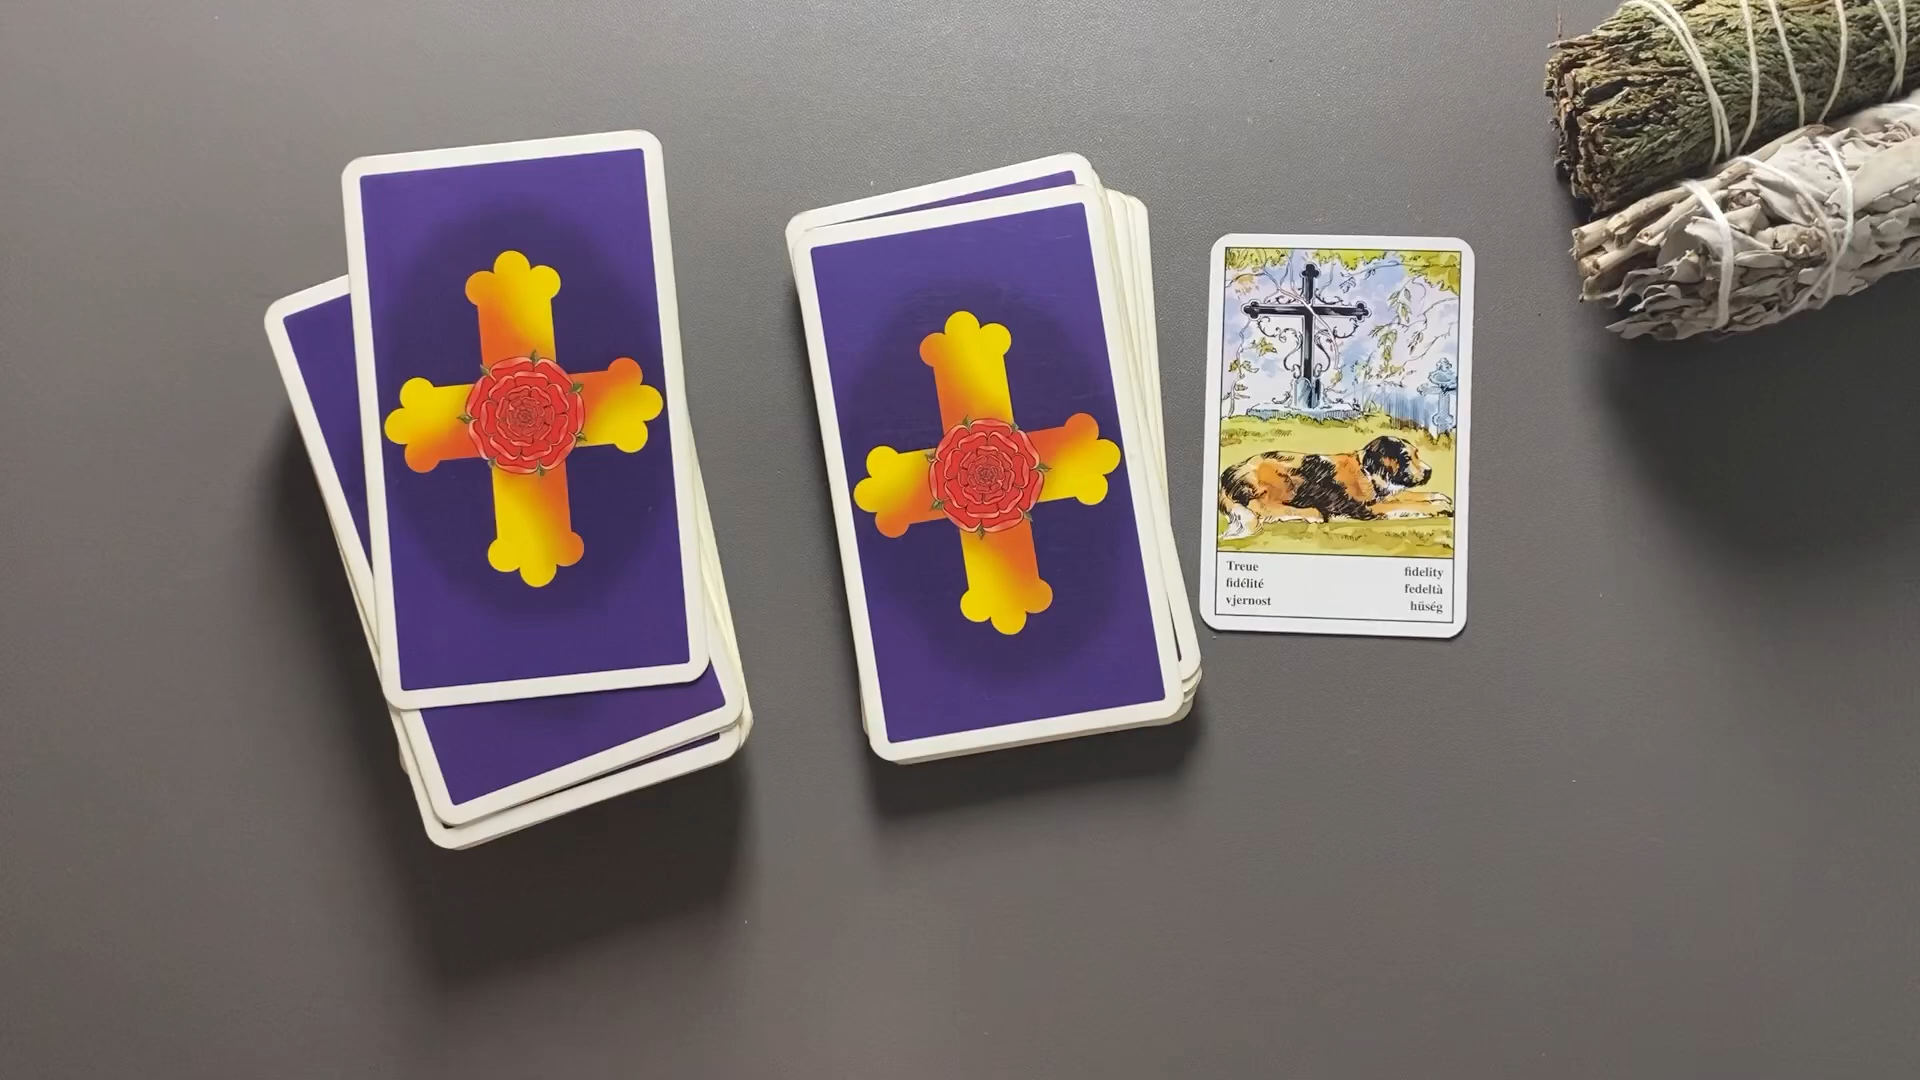 Treue
fidélité
vjernost
fidelity
fedeltà
hűség